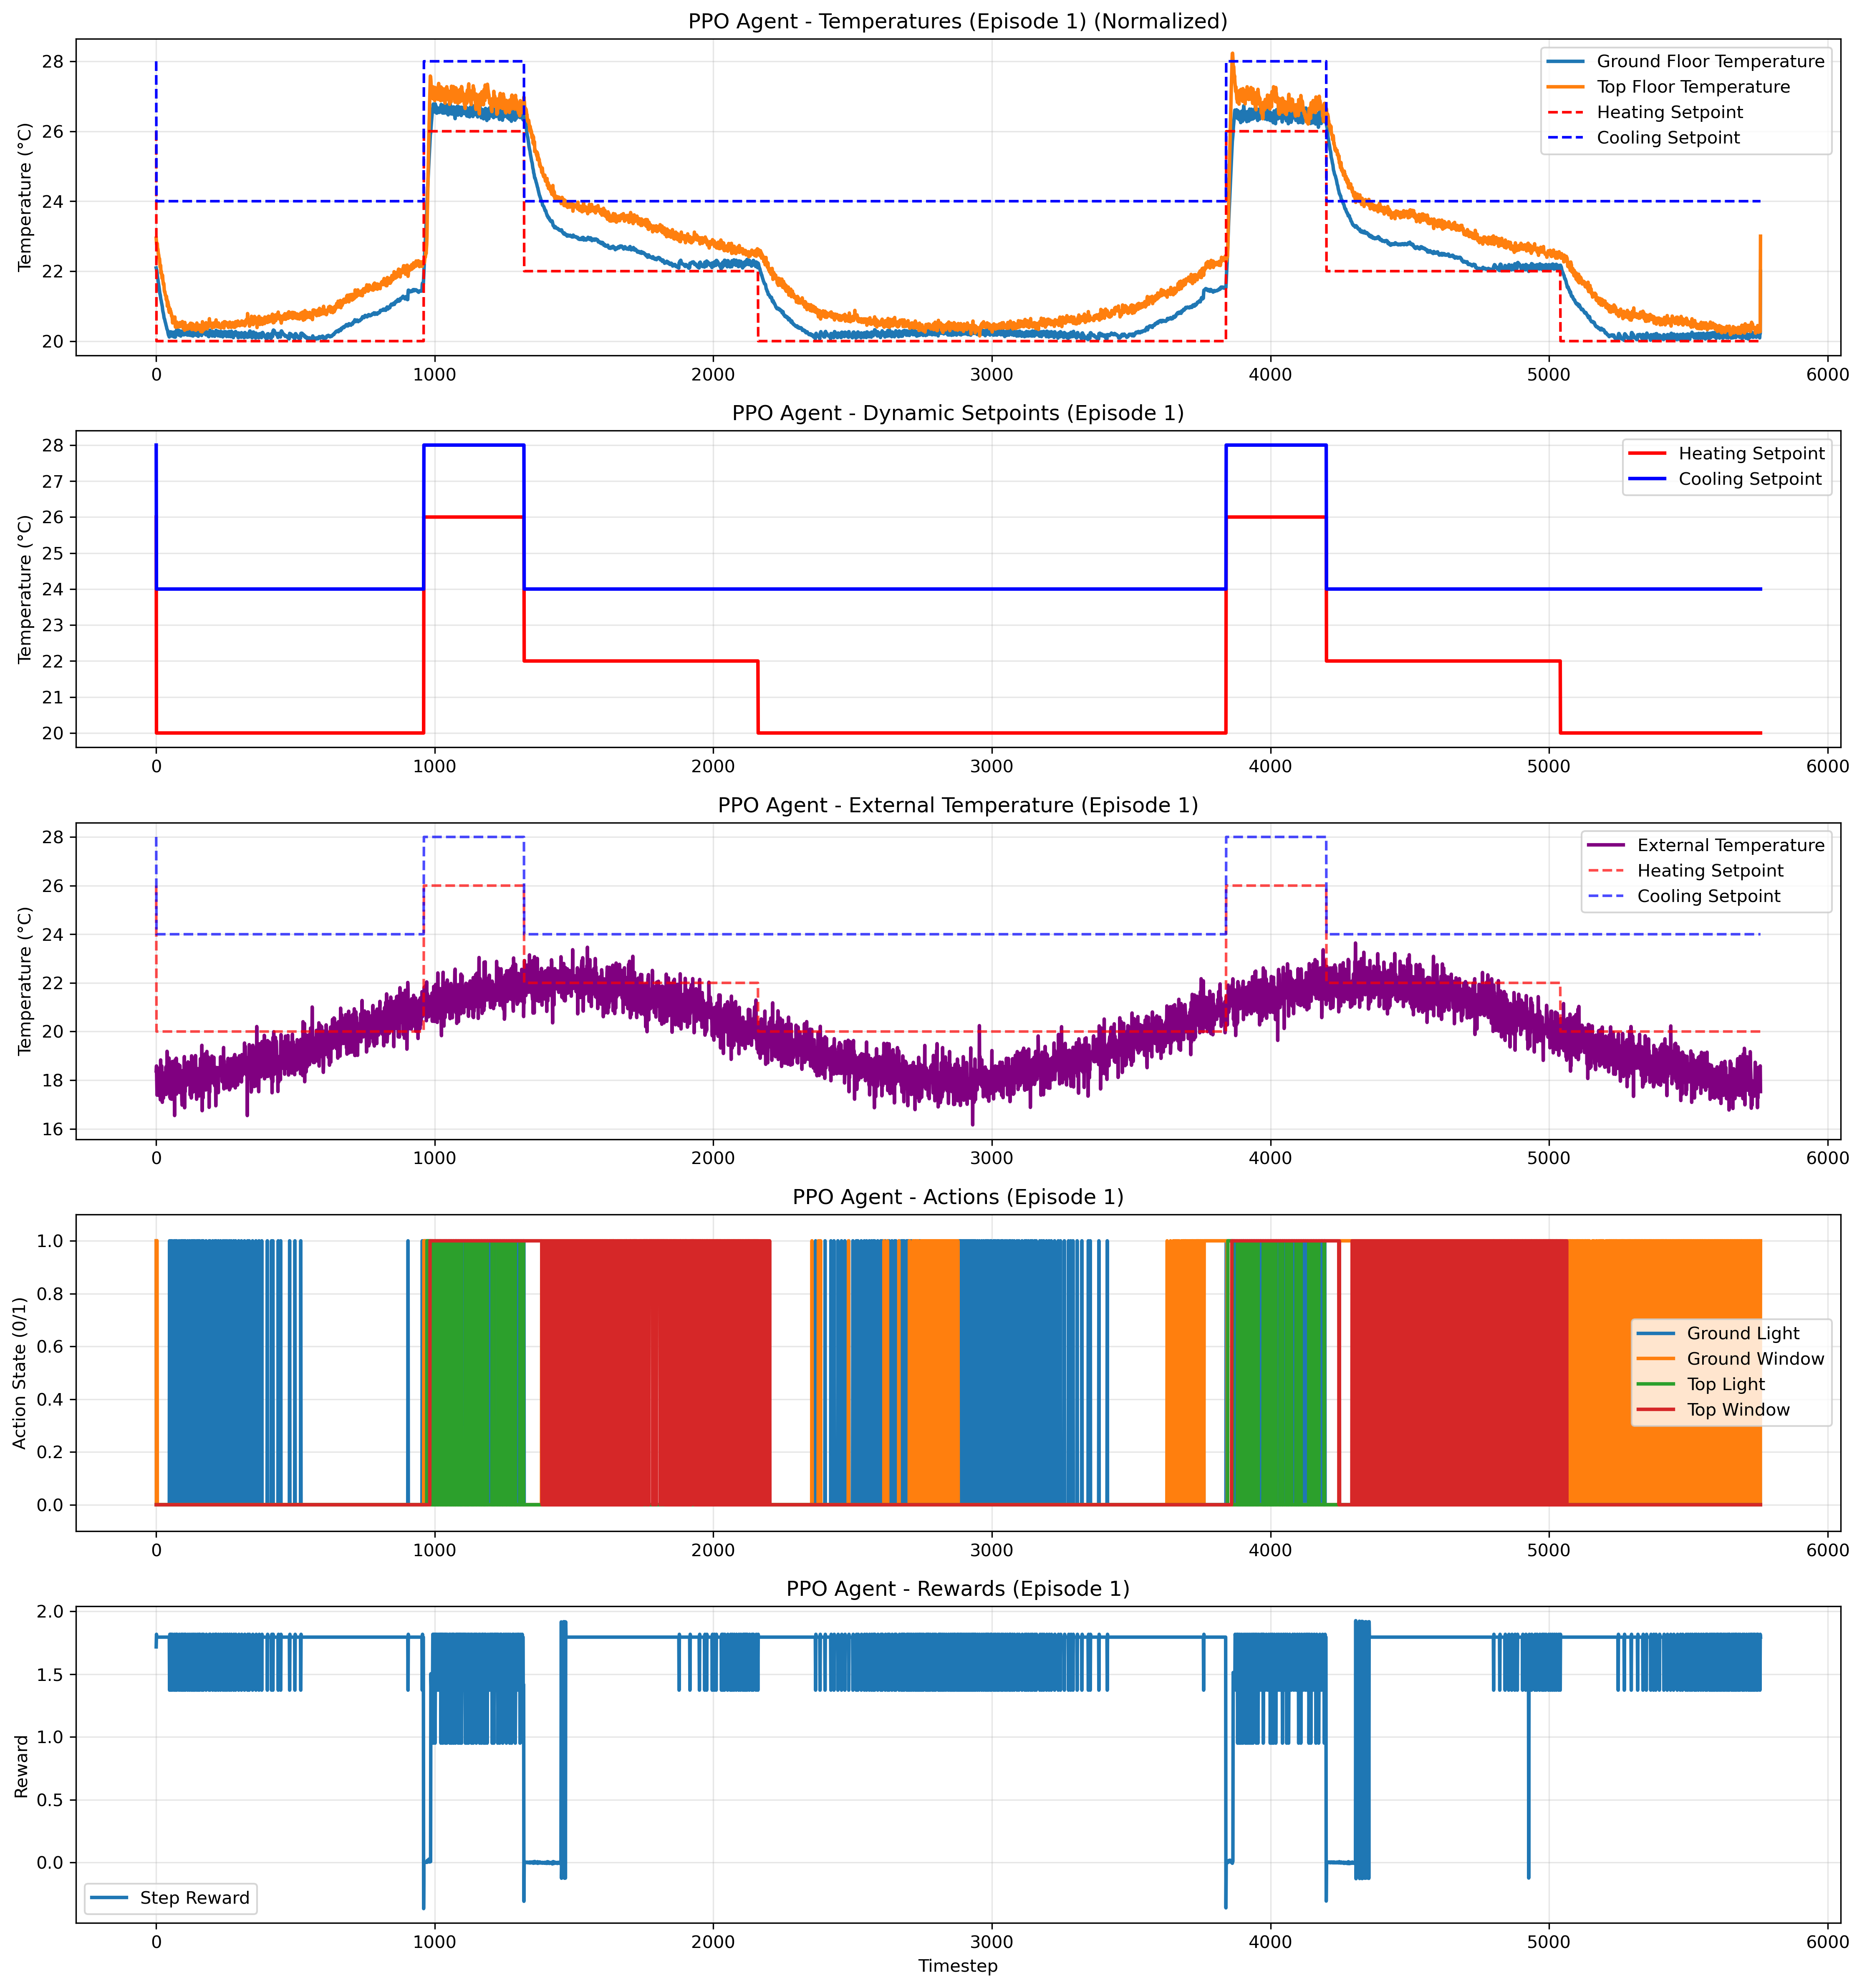 PPO Agent - Temperatures (Episode 1) (Normalized)
Temperature (°C)
28
26
24
22
20
Ground Floor Temperature
Top Floor Temperature
Heating Setpoint
Cooling Setpoint
0 1000 2000 3000 4000 5000 6000
PPO Agent - Dynamic Setpoints (Episode 1)
Temperature (°C)
28
27
26
25
24
23
22
21
20
Heating Setpoint
Cooling Setpoint
0 1000 2000 3000 4000 5000 6000
PPO Agent - External Temperature (Episode 1)
Temperature (°C)
28
26
24
22
20
18
16
External Temperature
Heating Setpoint
Cooling Setpoint
0 1000 2000 3000 4000 5000 6000
PPO Agent - Actions (Episode 1)
Action State (0/1)
1.0
0.8
0.6
0.4
0.2
0.0
Ground Light
Ground Window
Top Light
Top Window
0 1000 2000 3000 4000 5000 6000
PPO Agent - Rewards (Episode 1)
Reward
2.0
1.5
1.0
0.5
0.0
Step Reward
0 1000 2000 3000 4000 5000 6000
Timestep